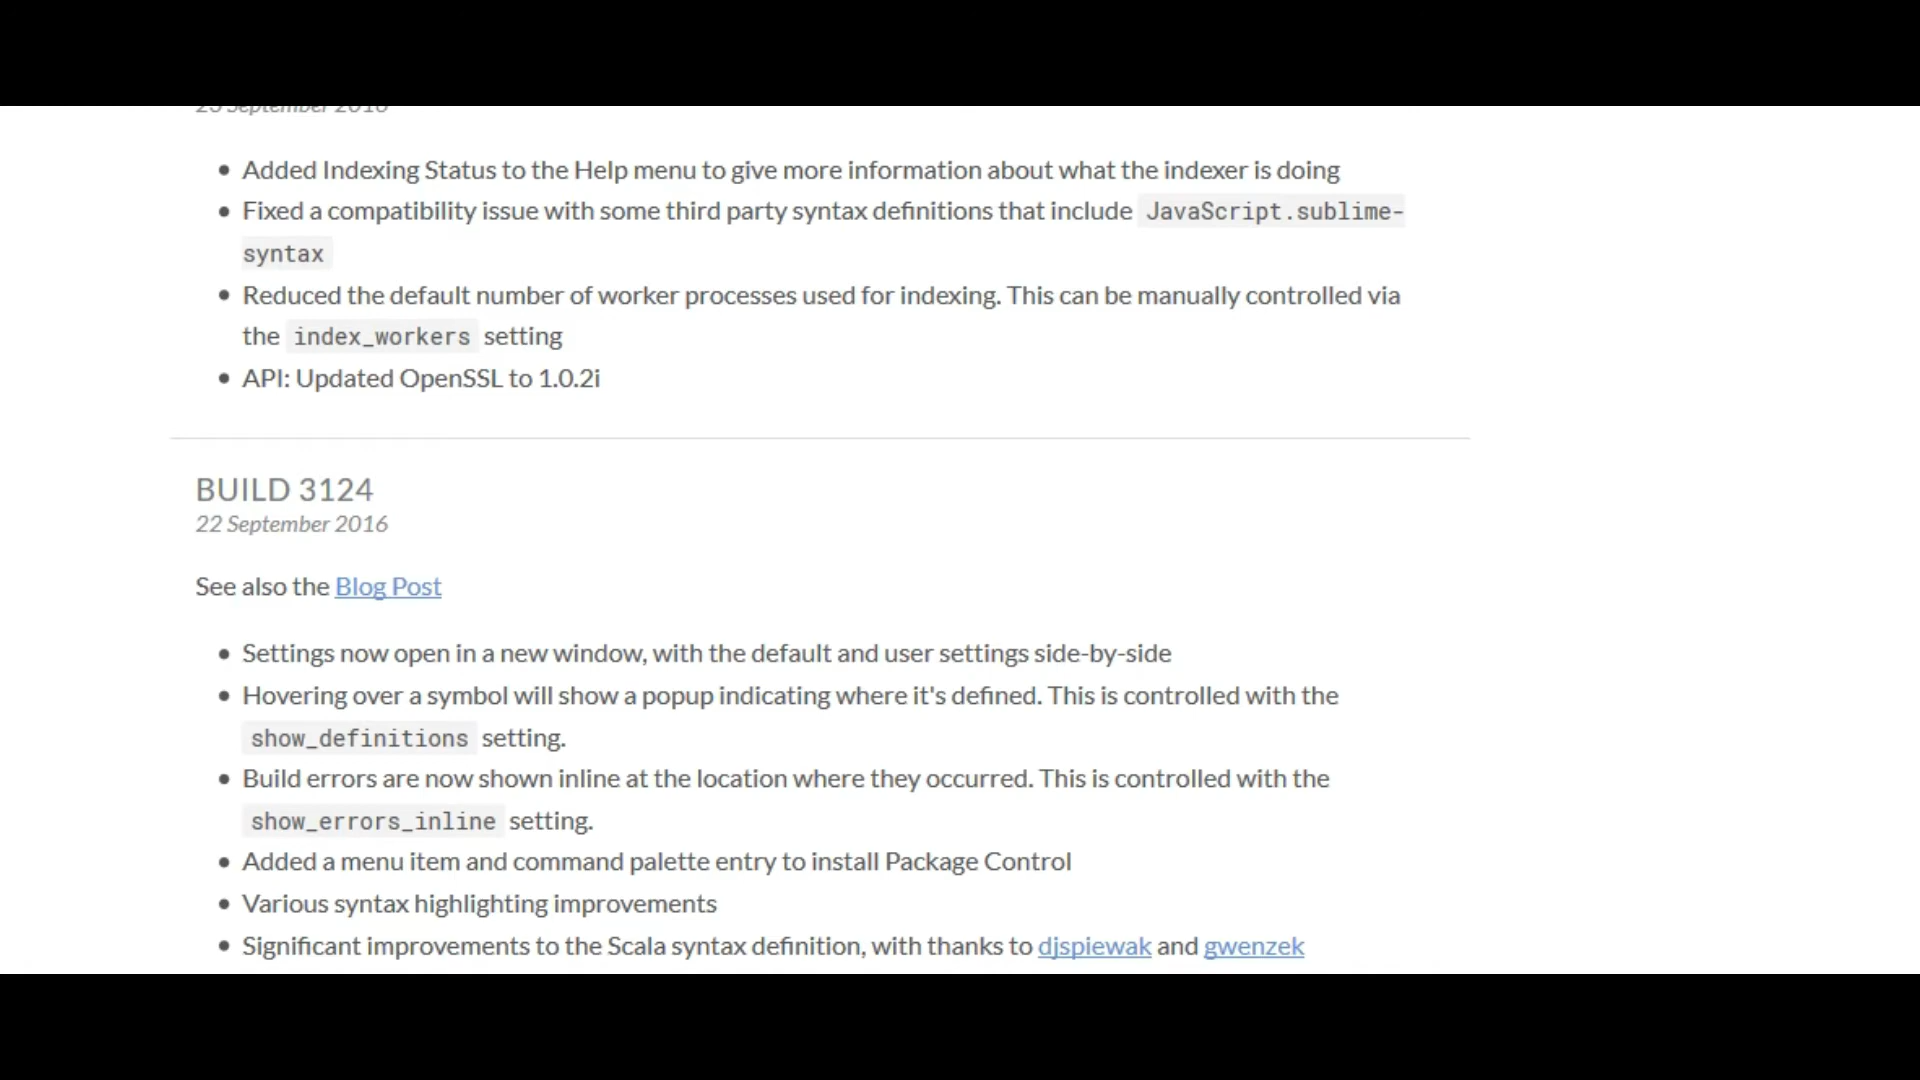 23 September 2016
Added Indexing Status to the Help menu to give more information about what the indexer is doing
Fixed a compatibility issue with some third party syntax definitions that include JavaScript.sublime-
syntax
Reduced the default number of worker processes used for indexing. This can be manually controlled via
the index_workers setting
API: Updated OpenSSL to 1.0.2i
BUILD 3124
22 September 2016
See also the Blog Post
Settings now open in a new window, with the default and user settings side-by-side
Hovering over a symbol will show a popup indicating where it's defined. This is controlled with the
show_definitions setting.
Build errors are now shown inline at the location where they occurred. This is controlled with the
show_errors_inline setting.
Added a menu item and command palette entry to install Package Control
Various syntax highlighting improvements
Significant improvements to the Scala syntax definition, with thanks to djspiewak and gwenzek